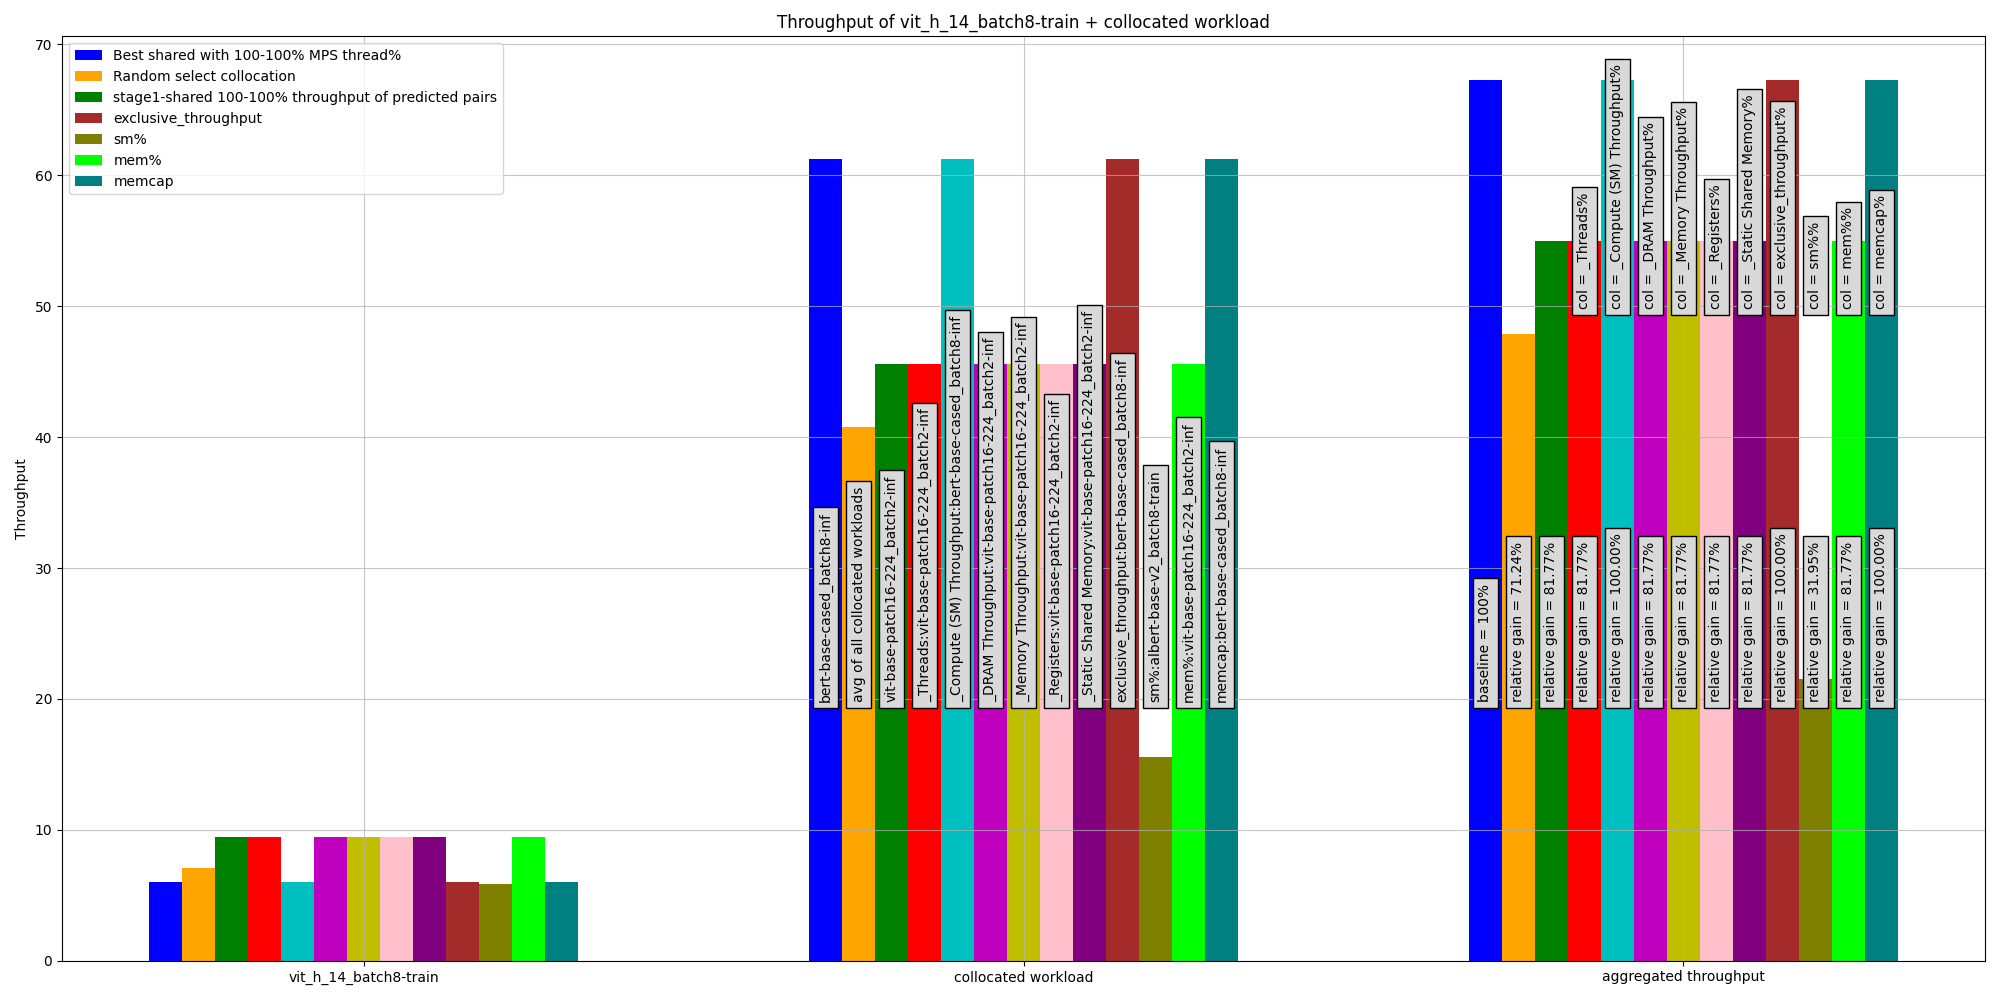 Throughput of vit_h_14_batch8-train + collocated workload
Best shared with 100-100% MPS thread%
Random select collocation
stage1-shared 100-100% throughput of predicted pairs
exclusive_throughput
sm%
mem%
memcap
Throughput
70
60
50
40
30
20
10
0
bert-base-cased_batch8-inf
avg of all collocated workloads
vit-base-patch16-224_batch2-inf
_Threads:vit-base-patch16-224_batch2-inf
_Compute (SM) Throughput:bert-base-cased_batch8-inf
_DRAM Throughput:vit-base-patch16-224_batch2-inf
_Memory Throughput:vit-base-patch16-224_batch2-inf
_Registers:vit-base-patch16-224_batch2-inf
_Static Shared Memory:vit-base-patch16-224_batch2-inf
exclusive_throughput:bert-base-cased_batch8-inf
sm%:albert-base-v2_batch8-train
mem%:vit-base-patch16-224_batch2-inf
memcap:bert-base-cased_batch8-inf
col = _Threads%
col = _Compute (SM) Throughput%
col = _DRAM Throughput%
col = _Memory Throughput%
col = _Registers%
col = _Static Shared Memory%
col = exclusive_throughput%
col = sm%%
col = mem%%
col = memcap%
baseline = 100%
relative gain = 71.24%
relative gain = 81.77%
relative gain = 81.77%
relative gain = 100.00%
relative gain = 81.77%
relative gain = 81.77%
relative gain = 81.77%
relative gain = 81.77%
relative gain = 100.00%
relative gain = 31.95%
relative gain = 81.77%
relative gain = 100.00%
vit_h_14_batch8-train
collocated workload
aggregated throughput